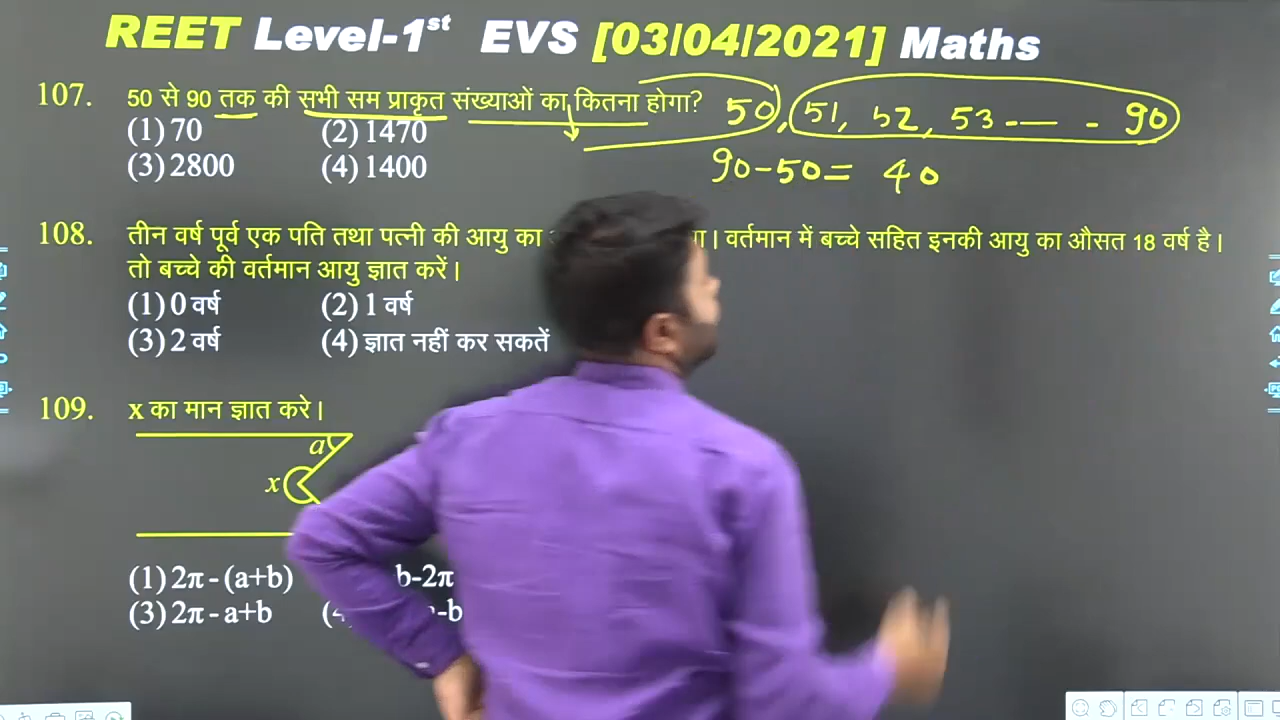 REET Level-1st EVS [03/04/2021] Maths
107. 50 से 90 तक की सभी सम प्राकृत संख्याओं का कितना होगा? 50, 51, 52, 53 -- - 90
(1) 70 (2) 1470
90-50= 40
(3) 2800 (4) 1400
108. तीन वर्ष पूर्व एक पति तथा पत्नी की आयु का । वर्तमान में बच्चे सहित इनकी आयु का औसत 18 वर्ष है।
तो बच्चे की वर्तमान आयु ज्ञात करें।
(1) 0 वर्ष (2) 1 वर्ष
(3) 2 वर्ष (4) ज्ञात नहीं कर सकतें
109. x का मान ज्ञात करे।
a
x
(1) 2π - (a+b) b-2π
(3) 2π - a+b -b